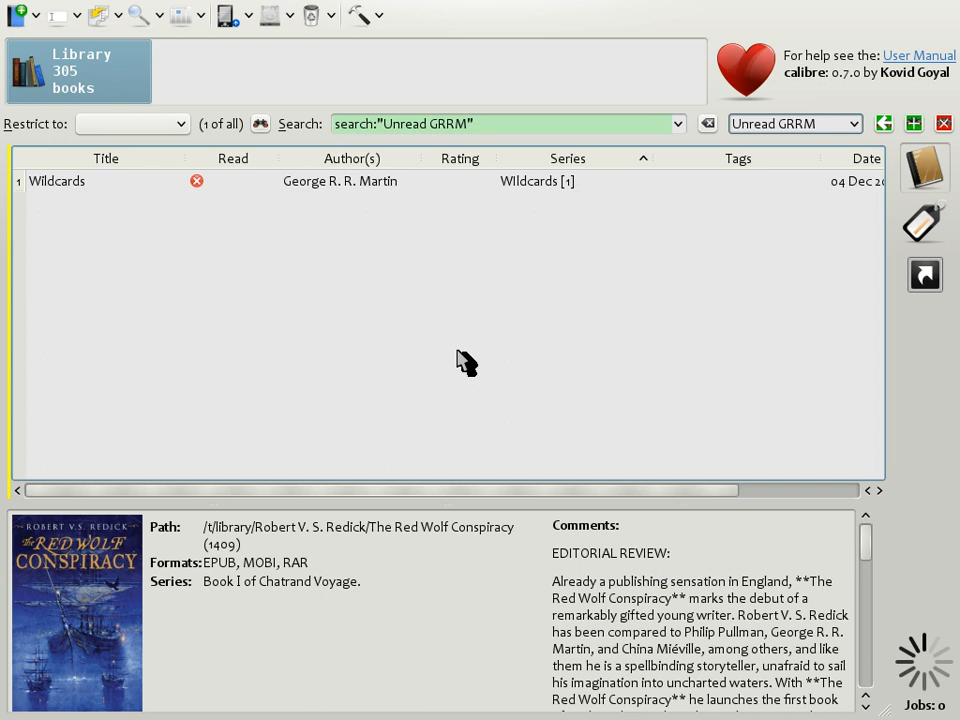 Library
305
books
For help see the: User Manual
calibre: 0.7.0 by Kovid Goyal
Restrict to: (1 of all) Search: search:"Unread GRRM" Unread GRRM
Title Read Author(s) Rating Series Tags Date
1 Wildcards George R. R. Martin WIldcards [1] 04 Dec 20
ROBERT V.S. REDICK
The RED WOLF
CONSPIRACY
Path: /t/library/Robert V. S. Redick/The Red Wolf Conspiracy
(1409)
Formats: EPUB, MOBI, RAR
Series: Book I of Chatrand Voyage.
Comments:
EDITORIAL REVIEW:
Already a publishing sensation in England, **The
Red Wolf Conspiracy** marks the debut of a
remarkably gifted young writer. Robert V. S. Redick
has been compared to Philip Pullman, George R. R.
Martin, and China Miéville, among others, and like
them he is a spellbinding storyteller, unafraid to sail
his imagination into uncharted waters. With **The
Red Wolf Conspiracy** he launches the first book
Jobs: 0